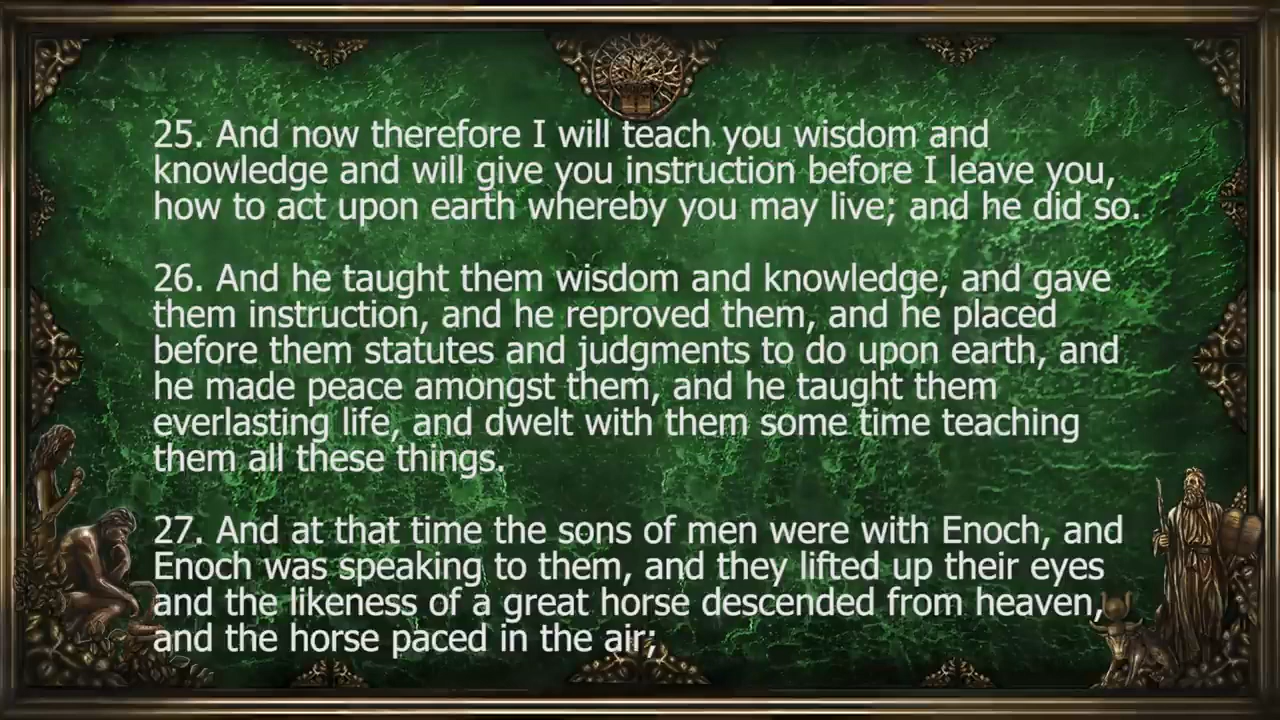 25. And now therefore I will teach you wisdom and
knowledge and will give you instruction before I leave you,
how to act upon earth whereby you may live; and he did so.
26. And he taught them wisdom and knowledge, and gave
them instruction, and he reproved them, and he placed
before them statutes and judgments to do upon earth, and
he made peace amongst them, and he taught them
everlasting life, and dwelt with them some time teaching
them all these things.
27. And at that time the sons of men were with Enoch, and
Enoch was speaking to them, and they lifted up their eyes
and the likeness of a great horse descended from heaven,
and the horse paced in the air;